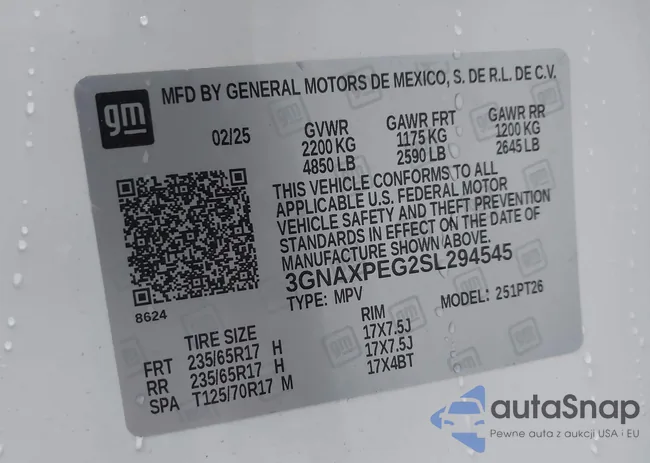 gm
MFD BY GENERAL MOTORS DE MEXICO, S. DE R.L. DE C.V.
02/25 GVWR GAWR FRT GAWR RR
2200 KG 1175 KG 1200 KG
4850 LB 2590 LB 2645 LB
THIS VEHICLE CONFORMS TO ALL
APPLICABLE U.S. FEDERAL MOTOR
VEHICLE SAFETY AND THEFT PREVENTION
STANDARDS IN EFFECT ON THE DATE OF
MANUFACTURE SHOWN ABOVE.
3GNAXPEG2SL294545
TYPE: MPV MODEL: 251PT26
8624
TIRE SIZE RIM
FRT 235/65R17 H 17X7.5J
RR 235/65R17 H 17X7.5J
SPA T125/70R17 M 17X4BT
autaSnap
Pewne auta z aukcji USA i EU